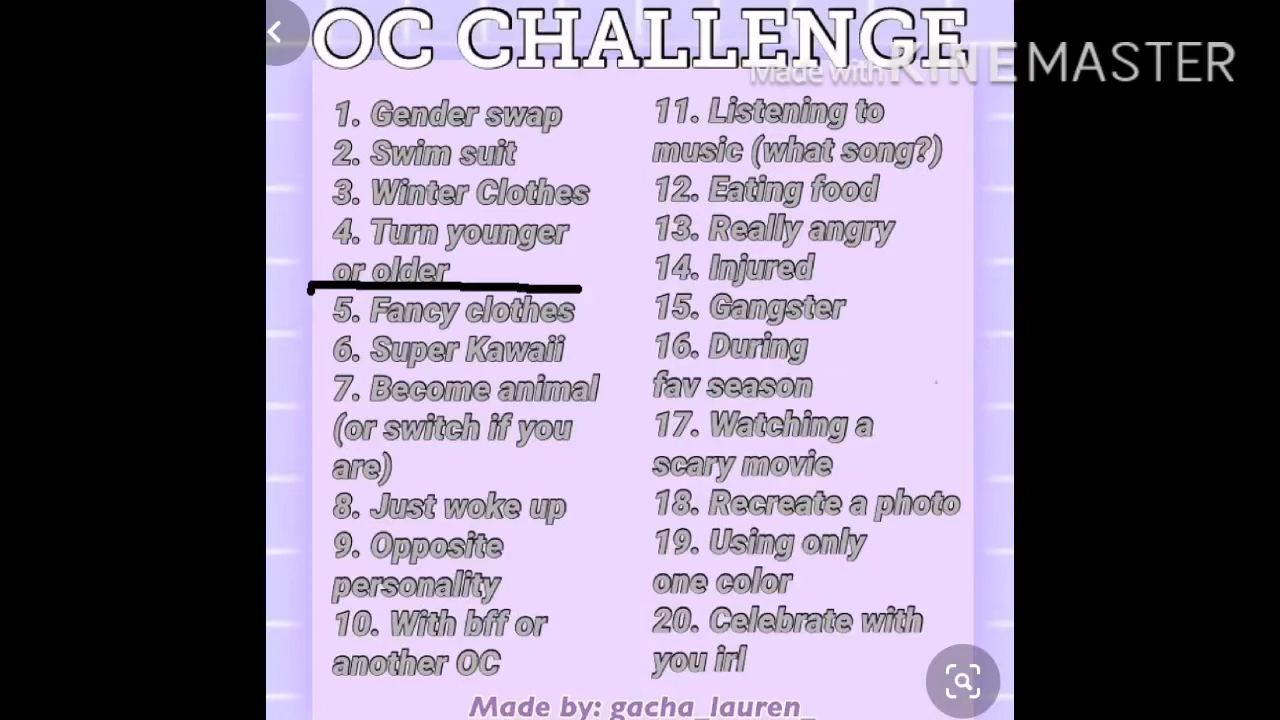 OC CHALLENGE
Made with KINEMASTER
1. Gender swap
2. Swim suit
3. Winter Clothes
4. Turn younger
or older
5. Fancy clothes
6. Super Kawaii
7. Become animal
(or switch if you
are)
8. Just woke up
9. Opposite
personality
10. With bff or
another OC
11. Listening to
music (what song?)
12. Eating food
13. Really angry
14. Injured
15. Gangster
16. During
fav season
17. Watching a
scary movie
18. Recreate a photo
19. Using only
one color
20. Celebrate with
you irl
Made by: gacha_lauren_